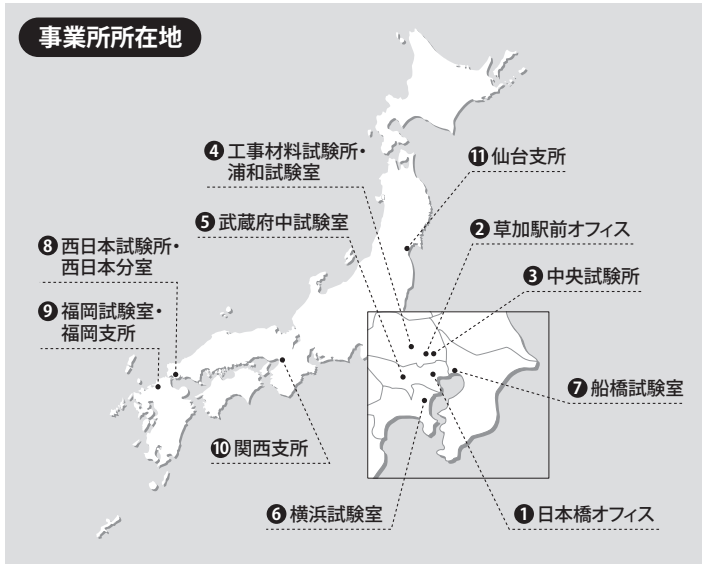 事業所所在地
❹工事材料試験所・
浦和試験室
⓫仙台支所
❺武蔵府中試験室
❷草加駅前オフィス
❽西日本試験所・
西日本分室
❸中央試験所
❾福岡試験室・
福岡支所
❼船橋試験室
❿関西支所
❻横浜試験室
❶日本橋オフィス